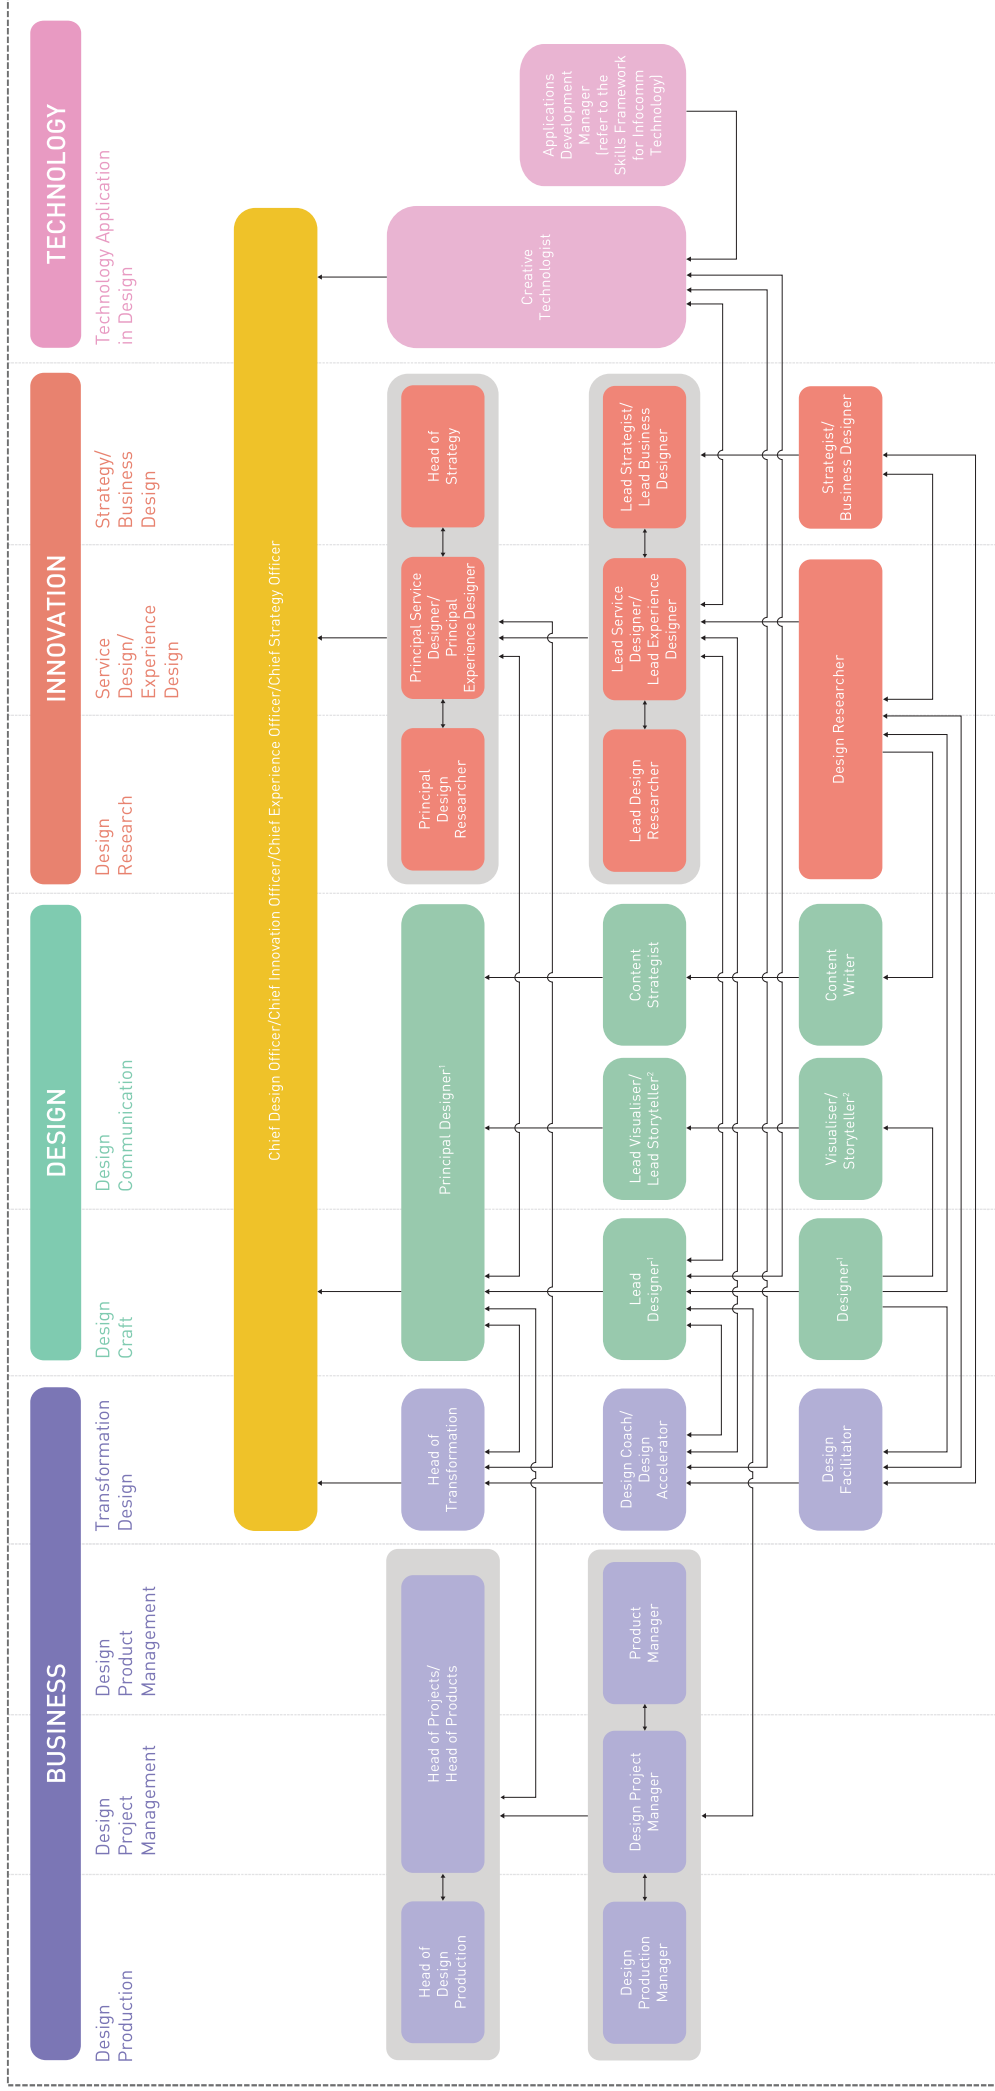 BUSINESS
DESIGN
INNOVATION
TECHNOLOGY
Design
Production
Design
Project
Management
Design
Product
Management
Transformation
Design
Design
Craft
Design
Communication
Design
Research
Service
Design/
Experience
Design
Strategy/
Business
Design
Technology Application
in Design
Chief Design Officer/Chief Innovation Officer/Chief Experience Officer/Chief Strategy Officer
Head of
Design
Production
Head of Projects/
Head of Products
Head of
Transformation
Principal Designer¹
Principal
Design
Researcher
Principal Service
Designer/
Principal
Experience Designer
Head of
Strategy
Creative
Technologist
Applications
Development
Manager
(refer to the
Skills Framework
for Infocomm
Technology)
Design
Production
Manager
Design Project
Manager
Product
Manager
Design Coach/
Design
Accelerator
Lead
Designer¹
Lead Visualiser/
Lead Storyteller²
Content
Strategist
Lead Design
Researcher
Lead Service
Designer/
Lead Experience
Designer
Lead Strategist/
Lead Business
Designer
Design
Facilitator
Designer¹
Visualiser/
Storyteller²
Content
Writer
Design Researcher
Strategist/
Business Designer